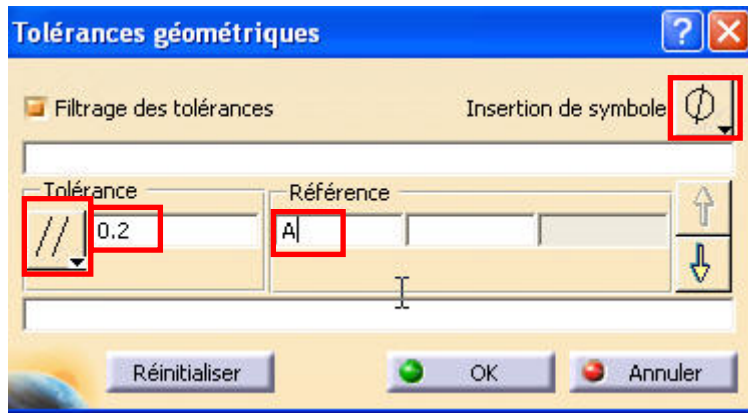 Tolérances géométriques
Filtrage des tolérances Insertion de symbole
Tolérance Référence
// 0.2 A
Réinitialiser OK Annuler